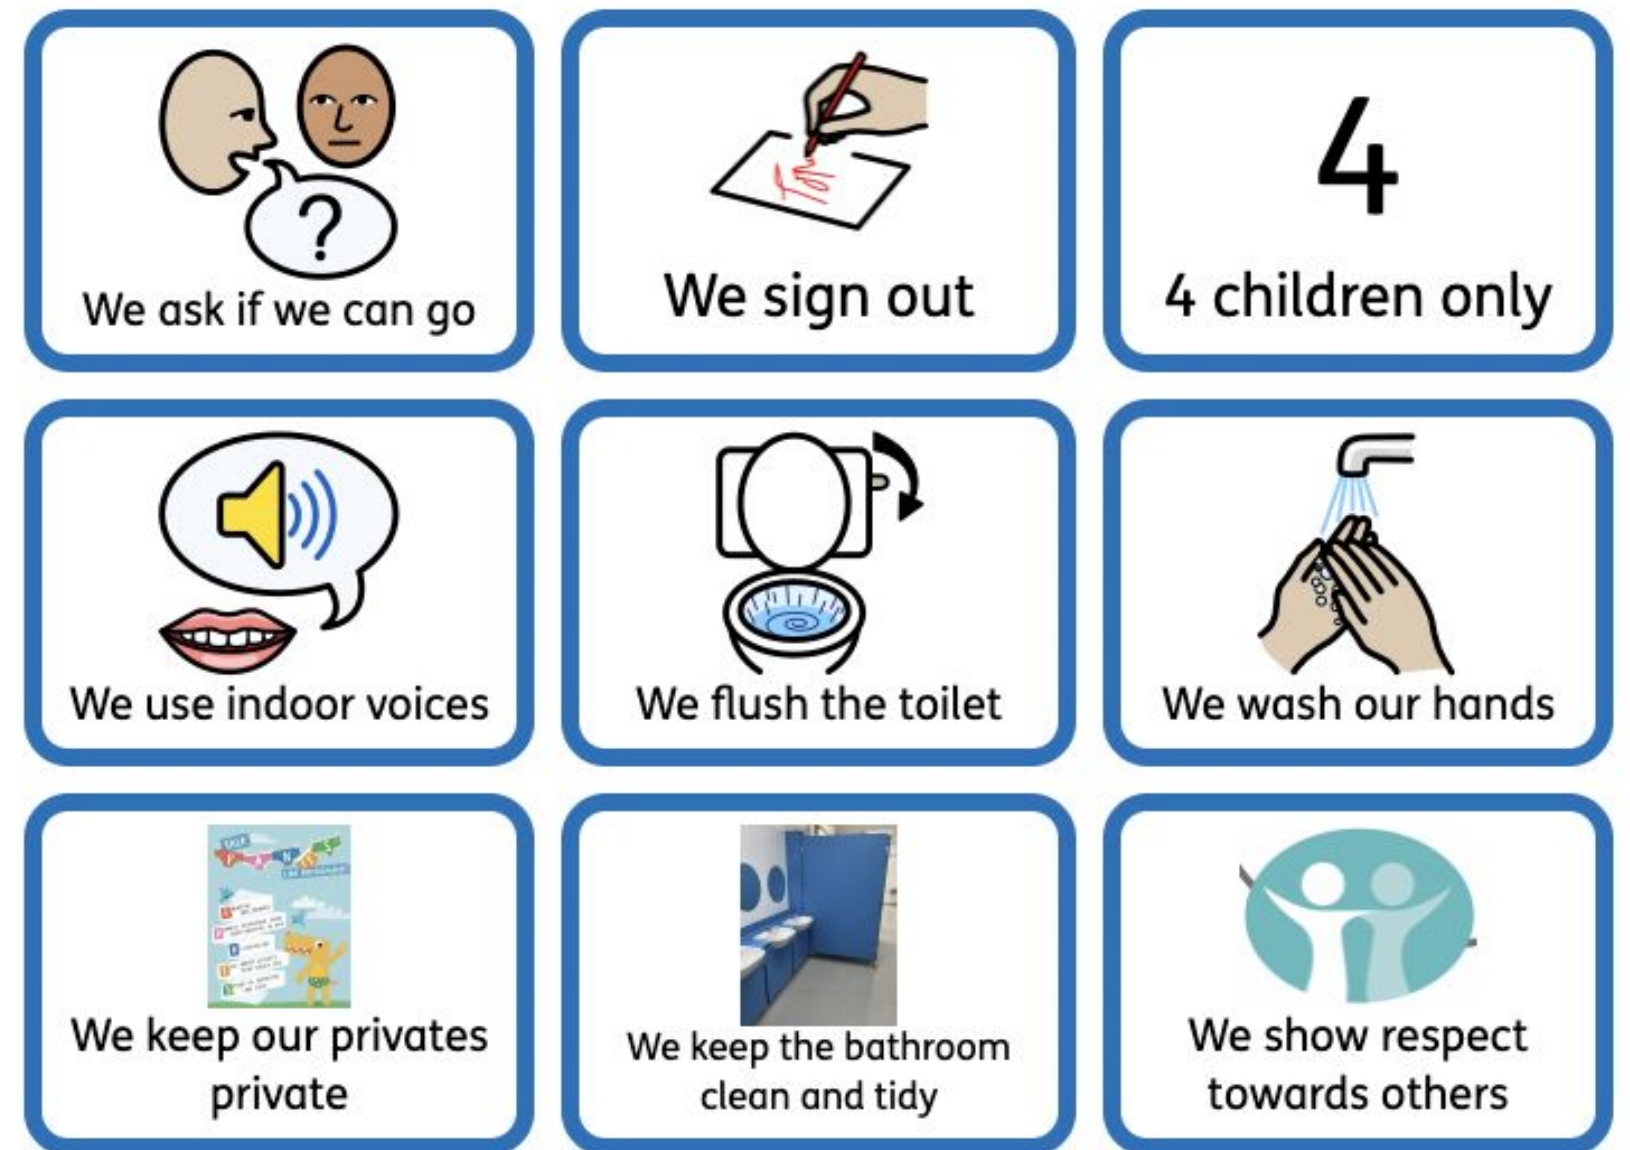 ?
We ask if we can go
We sign out
4
4 children only
We use indoor voices
We flush the toilet
We wash our hands
PANTS
We keep our privates
private
We keep the bathroom
clean and tidy
We show respect
towards others